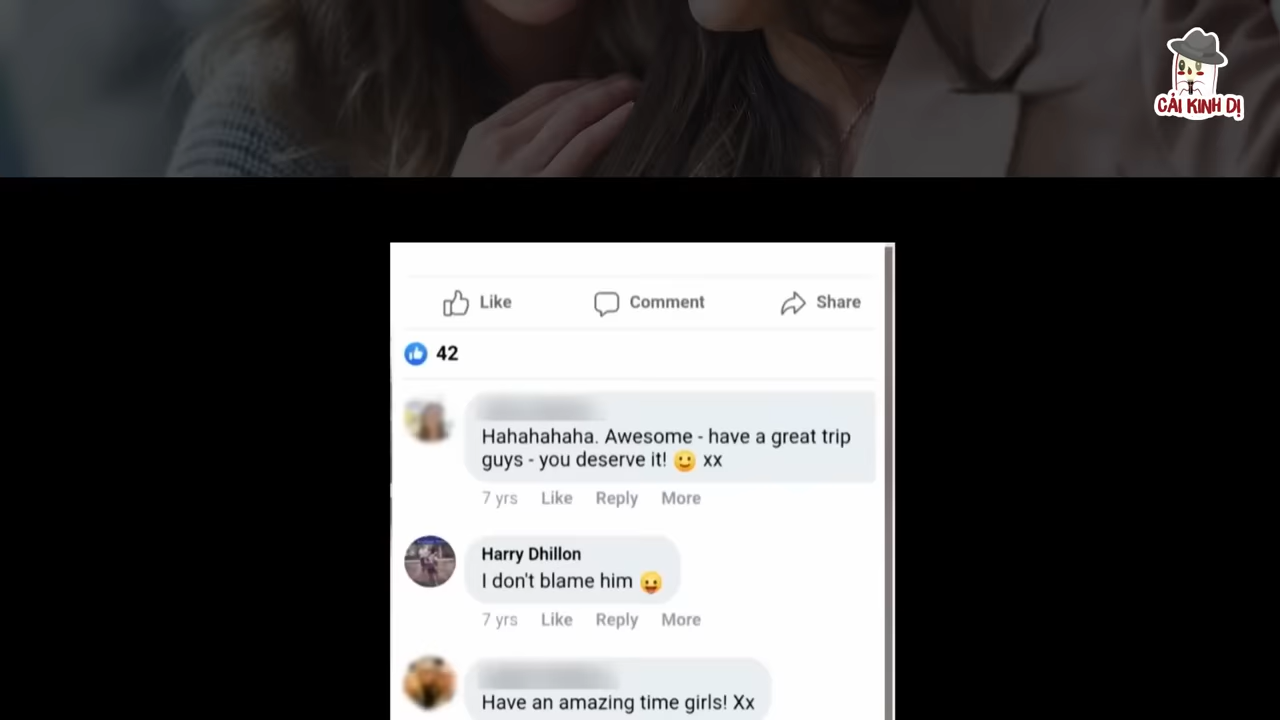 CẢI KINH DỊ
Like Comment Share
42
Hahahahaha. Awesome - have a great trip
guys - you deserve it! 🙂 xx
7 yrs Like Reply More
Harry Dhillon
I don't blame him 😛
7 yrs Like Reply More
Have an amazing time girls! Xx